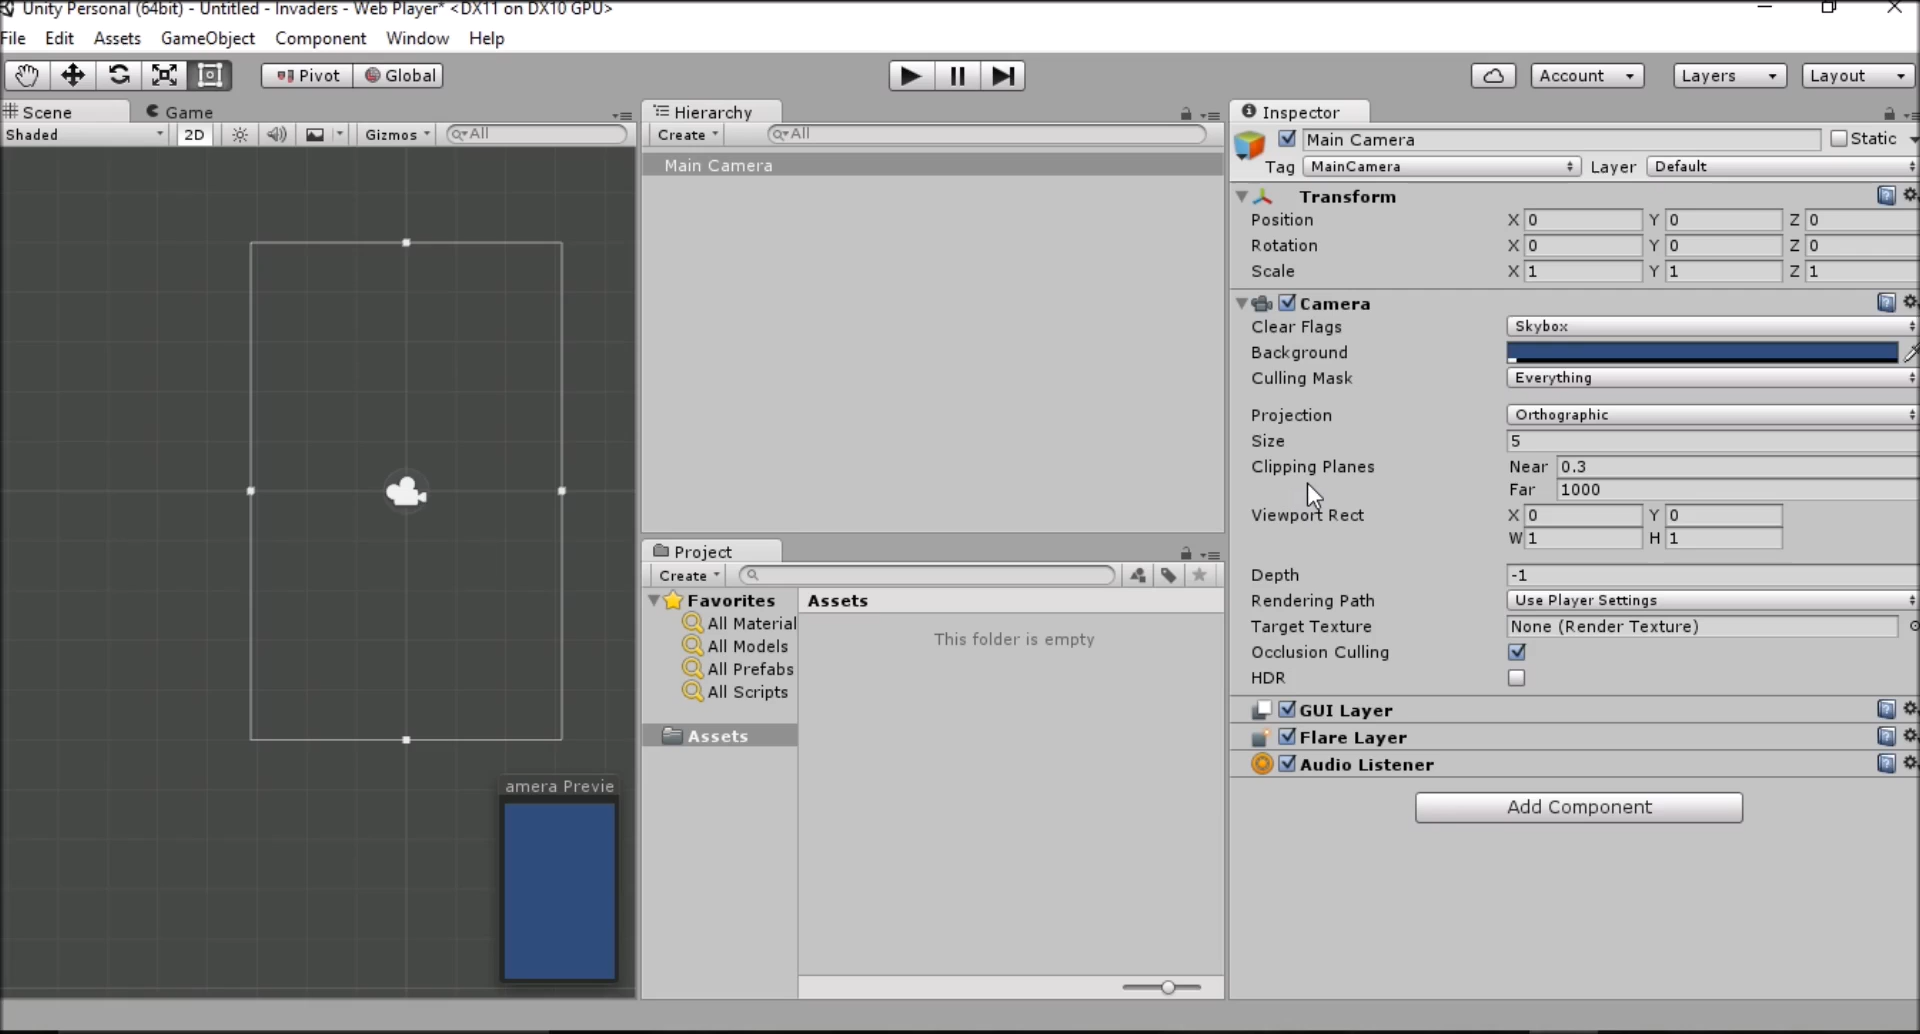 Unity Personal (64bit) - Untitled - Invaders - Web Player* <DX11 on DX10 GPU>
File Edit Assets GameObject Component Window Help
Pivot Global Account Layers Layout
Scene Game
Shaded 2D Gizmos All
Hierarchy
Create All
Main Camera
Project
Create
Favorites
All Material
All Models
All Prefabs
All Scripts
Assets
Assets
This folder is empty
amera Previe
Inspector
Main Camera Static
Tag MainCamera Layer Default
Transform
Position X 0 Y 0 Z 0
Rotation X 0 Y 0 Z 0
Scale X 1 Y 1 Z 1
Camera
Clear Flags Skybox
Background
Culling Mask Everything
Projection Orthographic
Size 5
Clipping Planes Near 0.3
Far 1000
Viewport Rect X 0 Y 0
W 1 H 1
Depth -1
Rendering Path Use Player Settings
Target Texture None (Render Texture)
Occlusion Culling
HDR
GUI Layer
Flare Layer
Audio Listener
Add Component